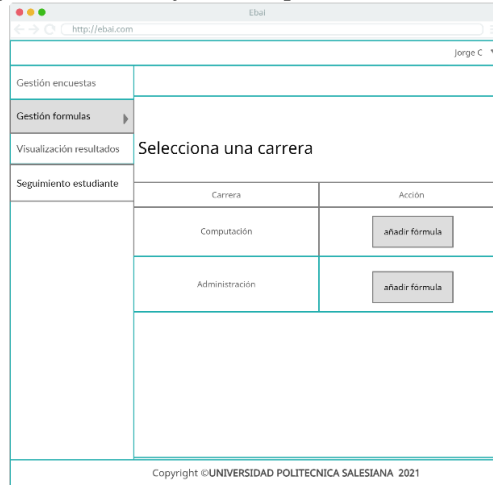 Ebai
http://ebai.com
Jorge C
Gestión encuestas
Gestión formulas
Visualización resultados
Seguimiento estudiante
Selecciona una carrera
Carrera Acción
Computación añadir fórmula
Administración añadir fórmula
Copyright ©UNIVERSIDAD POLITECNICA SALESIANA 2021